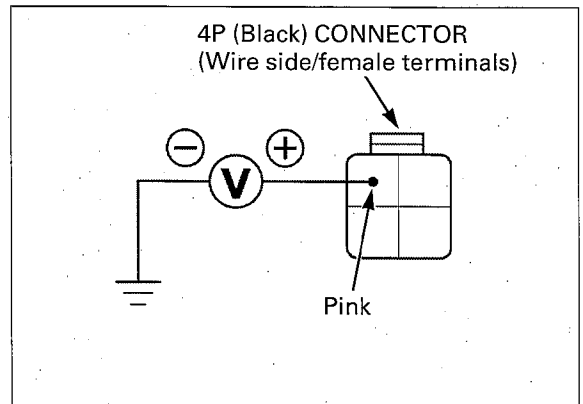 4P (Black) CONNECTOR
(Wire side/female terminals)
− +
V
Pink